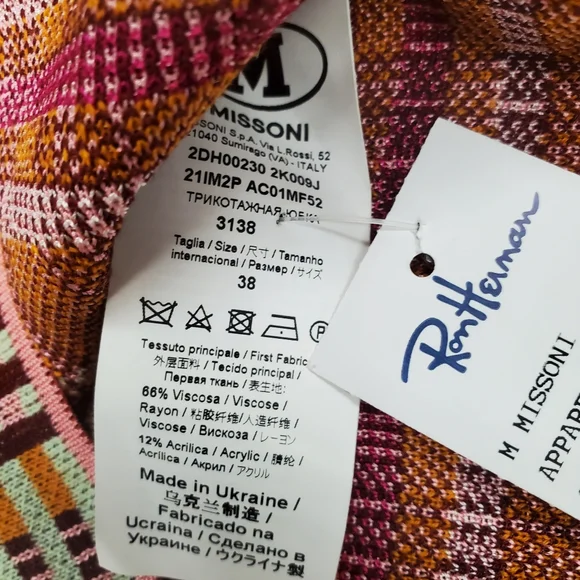 M
MISSONI
SSONI S.p.A. Via L.Rossi, 52
21040 Sumirago (VA) - ITALY
2DH00230 2K009J
21IM2P AC01MF52
ТРИКОТАЖНАЯ ЮБКА
3138
Taglia / Size / 尺寸 / Tamanho
internacional / Размер / サイズ
38
P
Tessuto principale / First Fabric
外层面料 / Tecido principal /
Первая ткань / 表生地:
66% Viscosa / Viscose /
Rayon / 粘胶纤维/人造纤维 /
Viscose / Вискоза / レーヨン
12% Acrilica / Acrylic / 腈纶 /
Acrílica / Акрил / アクリル
Made in Ukraine /
乌克兰制造 /
Fabricado na
Ucraina / Сделано в
Украине / ウクライナ製
Ron Herman
M MISSONI
APPAR